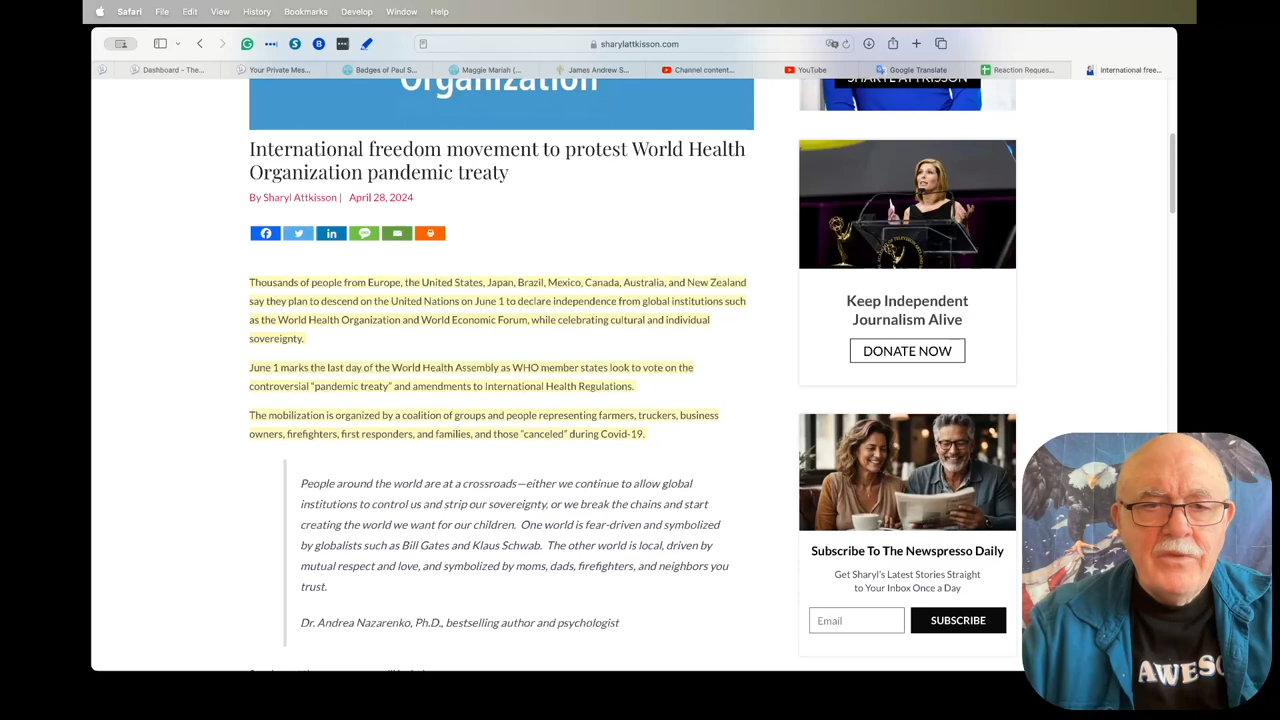 Safari File Edit View History Bookmarks Develop Window Help
sharylattkisson.com
Dashboard - The... Your Private Mes... Badges of Paul S... Maggie Mariah (... James Andrew S... Channel content... YouTube Google Translate Reaction Reques... International free...
Organization
SHARYL ATTKISSON
International freedom movement to protest World Health
Organization pandemic treaty
By Sharyl Attkisson | April 28, 2024
Thousands of people from Europe, the United States, Japan, Brazil, Mexico, Canada, Australia, and New Zealand
say they plan to descend on the United Nations on June 1 to declare independence from global institutions such
as the World Health Organization and World Economic Forum, while celebrating cultural and individual
sovereignty.
June 1 marks the last day of the World Health Assembly as WHO member states look to vote on the
controversial “pandemic treaty” and amendments to International Health Regulations.
The mobilization is organized by a coalition of groups and people representing farmers, truckers, business
owners, firefighters, first responders, and families, and those “canceled” during Covid-19.
People around the world are at a crossroads—either we continue to allow global
institutions to control us and strip our sovereignty, or we break the chains and start
creating the world we want for our children. One world is fear-driven and symbolized
by globalists such as Bill Gates and Klaus Schwab. The other world is local, driven by
mutual respect and love, and symbolized by moms, dads, firefighters, and neighbors you
trust.
Dr. Andrea Nazarenko, Ph.D., bestselling author and psychologist
Keep Independent
Journalism Alive
DONATE NOW
Subscribe To The Newspresso Daily
Get Sharyl's Latest Stories Straight
to Your Inbox Once a Day
Email
SUBSCRIBE
AWESO